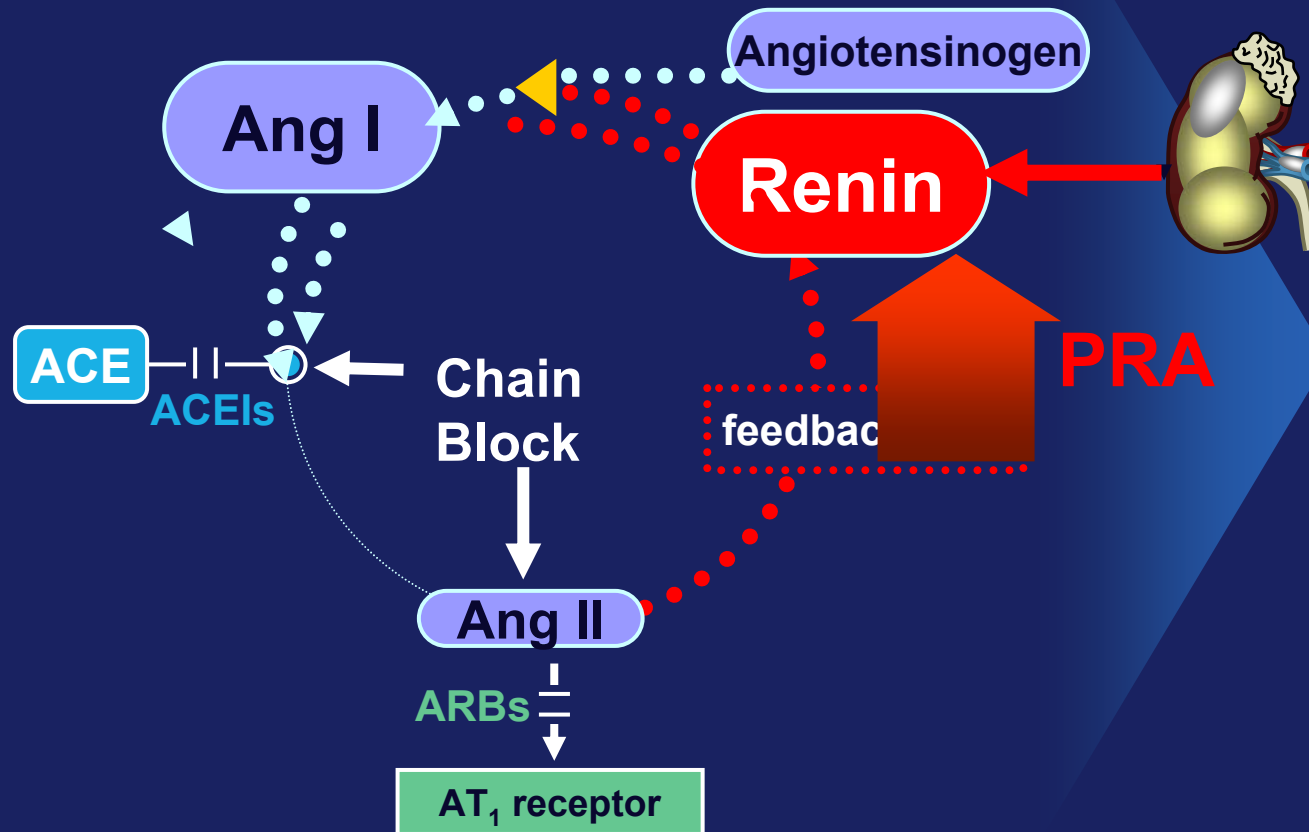 Angiotensinogen
Ang I
Renin
ACE
ACEIs
Chain
Block
PRA
feedbac
Ang II
ARBs
AT₁ receptor